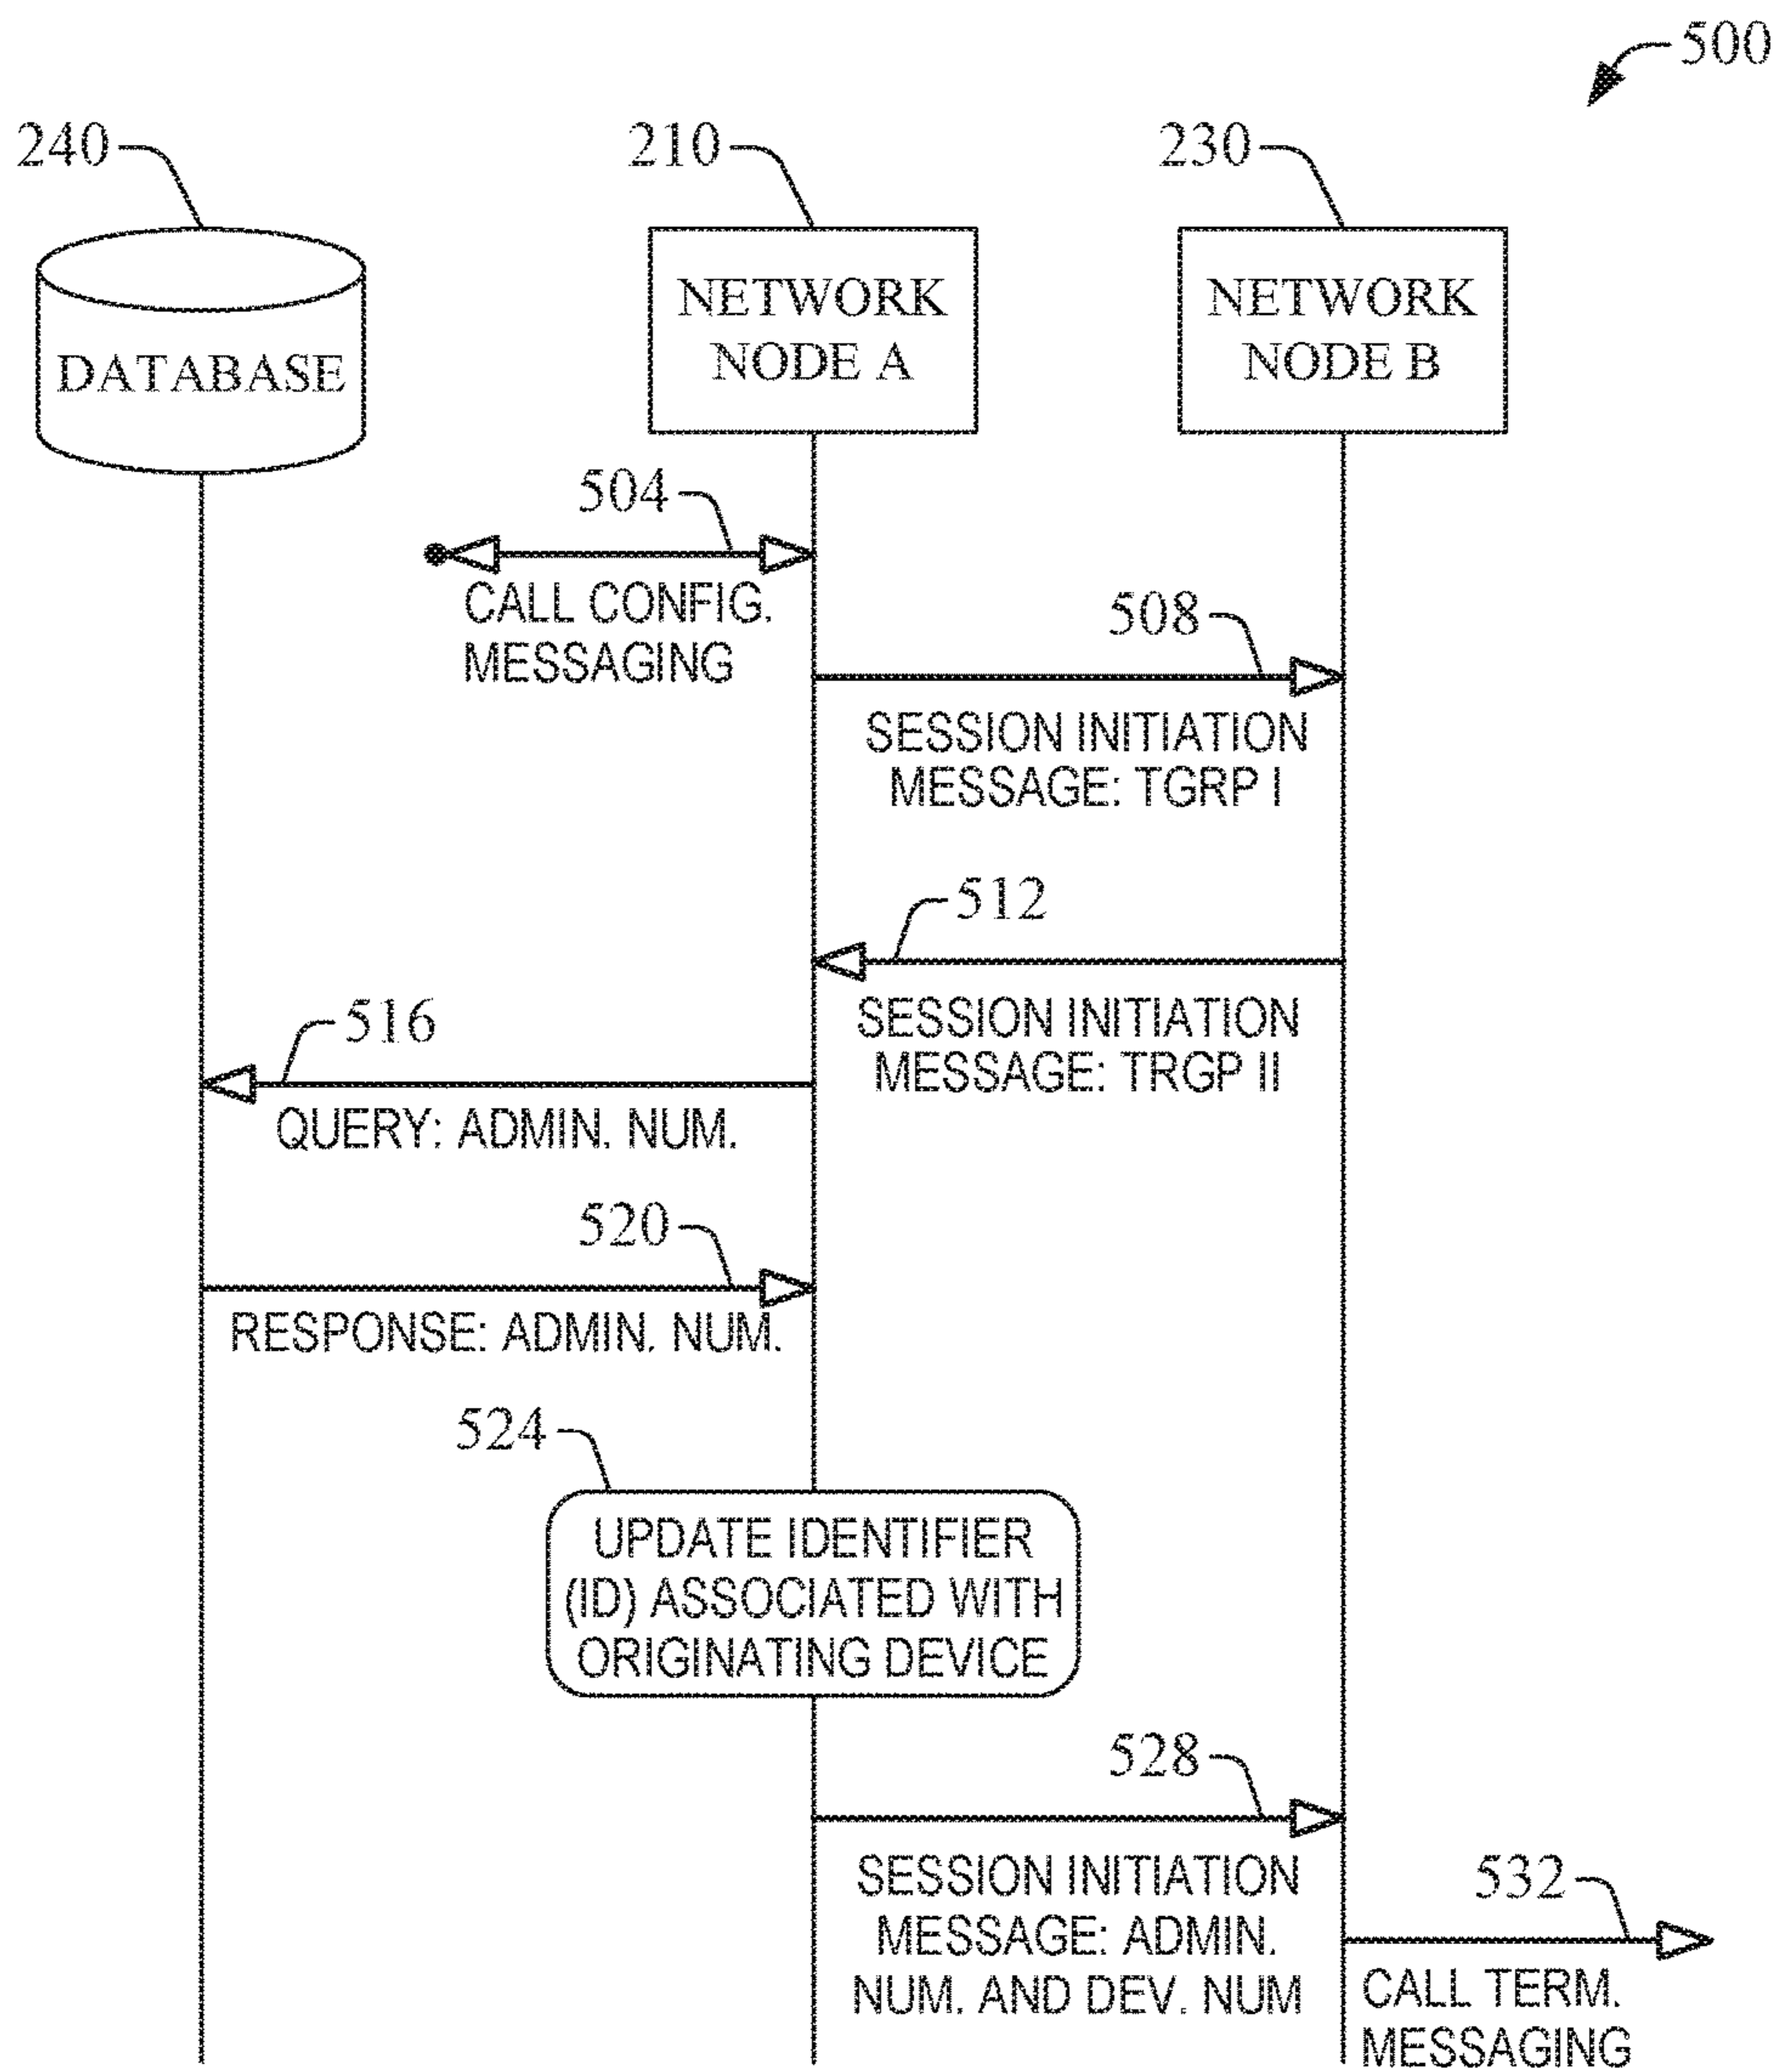 500
240
210
230
DATABASE
NETWORK
NODE A
NETWORK
NODE B
504
CALL CONFIG.
MESSAGING
508
SESSION INITIATION
MESSAGE: TGRP I
512
SESSION INITIATION
MESSAGE: TRGP II
516
QUERY: ADMIN. NUM.
520
RESPONSE: ADMIN. NUM.
524
UPDATE IDENTIFIER
(ID) ASSOCIATED WITH
ORIGINATING DEVICE
528
SESSION INITIATION
MESSAGE: ADMIN.
NUM. AND DEV. NUM
532
CALL TERM.
MESSAGING